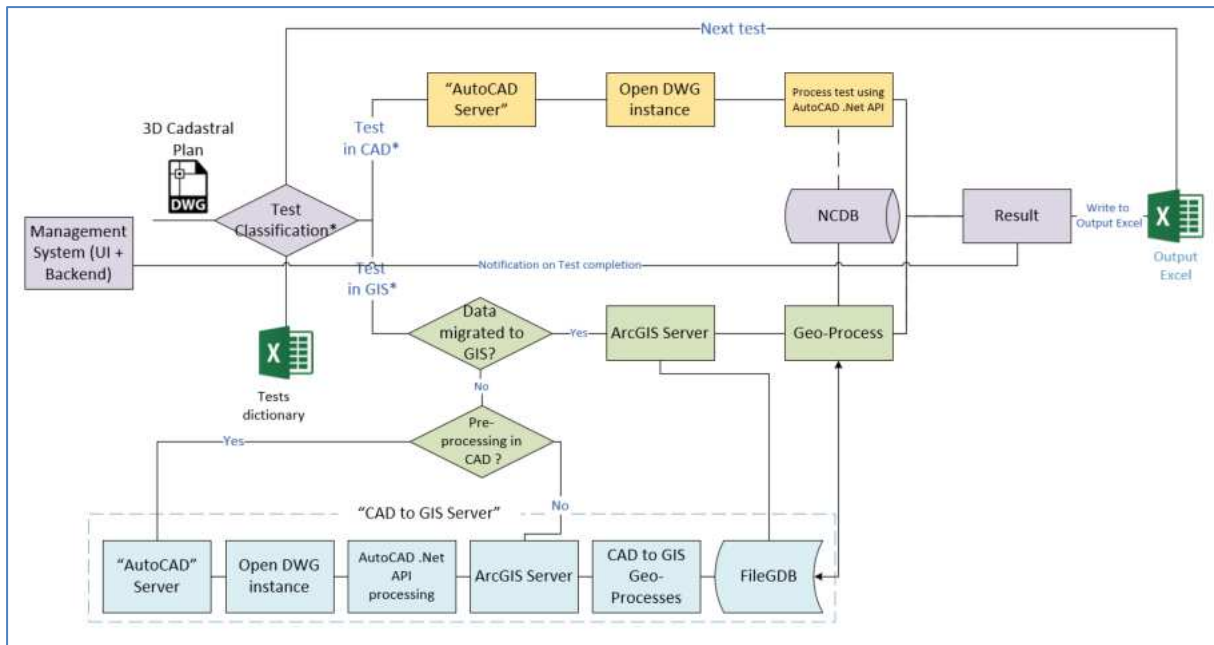 Next test
"AutoCAD
Server"
Open DWG
instance
Process test using
AutoCAD .Net API
3D Cadastral
Plan
DWG
Test
in CAD*
Management
System (UI +
Backend)
Test
Classification*
NCDB
Result
Write to
Output Excel
X
Output
Excel
Notification on Test completion
Test
in GIS*
X
Tests
dictionary
Data
migrated to
GIS?
Yes
ArcGIS Server
Geo-Process
No
Pre-
processing in
CAD ?
Yes
No
"CAD to GIS Server"
"AutoCAD"
Server
Open DWG
instance
AutoCAD .Net
API
processing
ArcGIS Server
CAD to GIS
Geo-
Processes
FileGDB